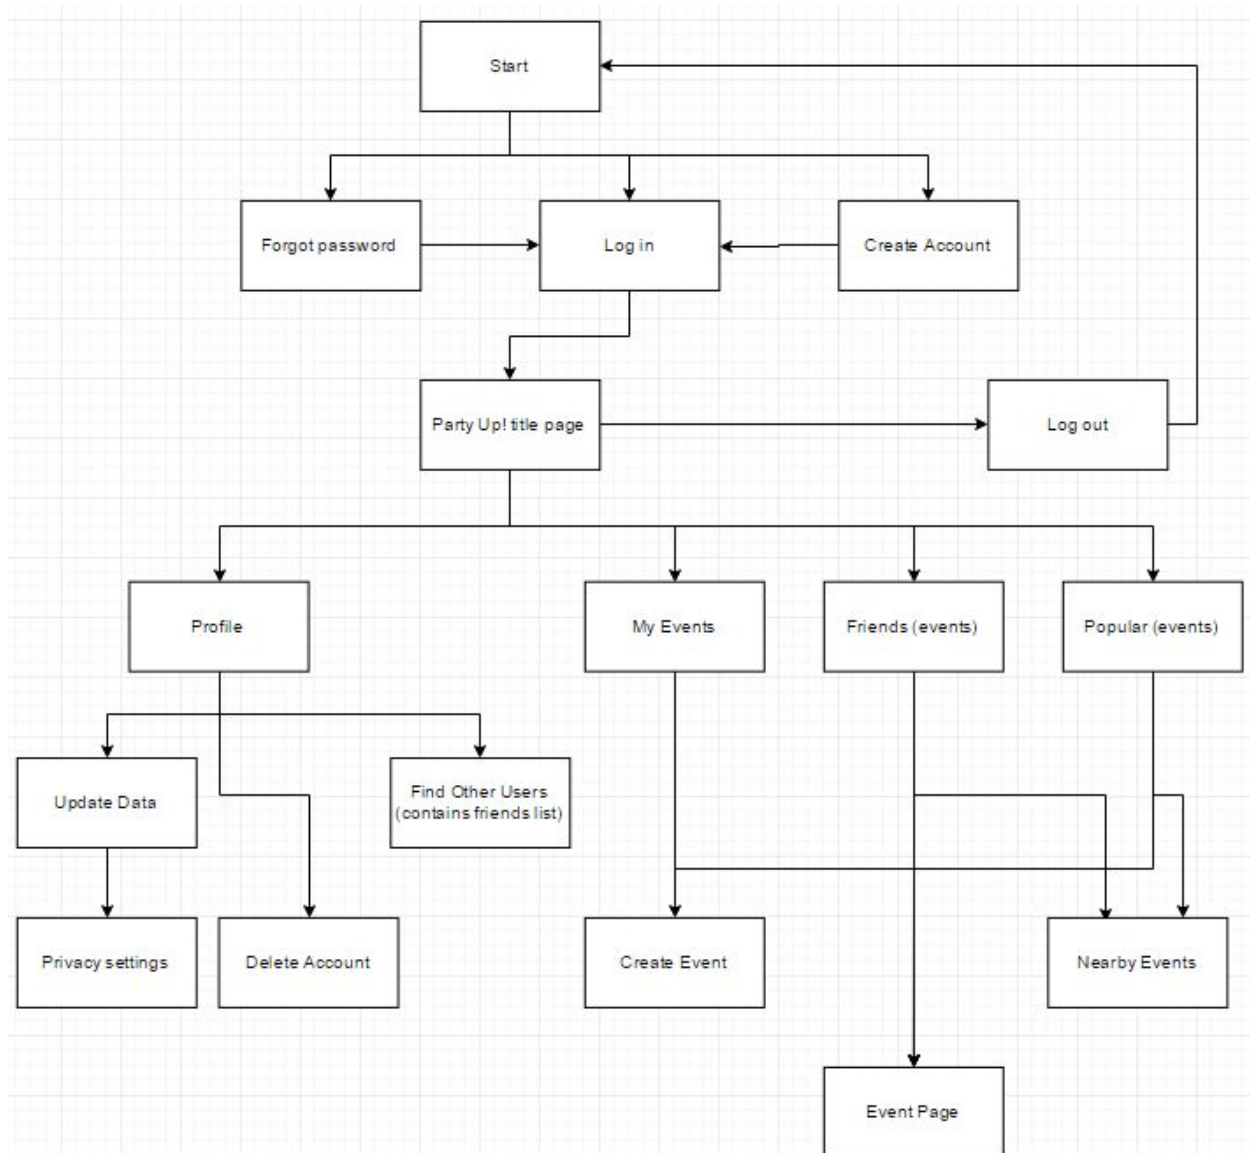 Start
Forgot password
Log in
Create Account
Party Up! title page
Log out
Profile
My Events
Friends (events)
Popular (events)
Update Data
Find Other Users
(contains friends list)
Privacy settings
Delete Account
Create Event
Nearby Events
Event Page